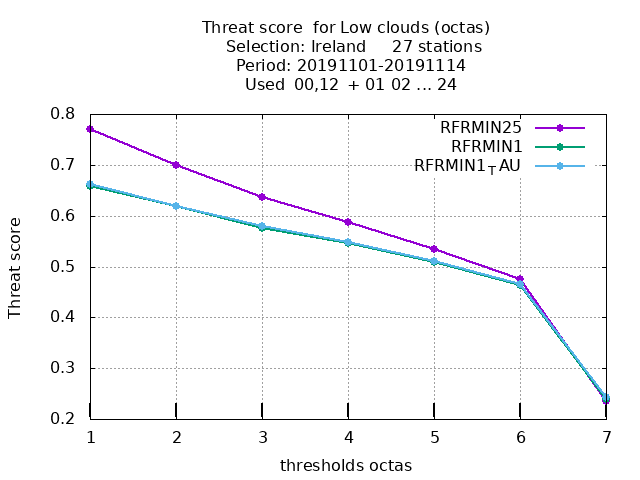 Threat score  for Low clouds (octas)
Selection: Ireland     27 stations
Period: 20191101-20191114
Used  00,12  + 01 02 ... 24
RFRMIN25
RFRMIN1
RFRMIN1TAU
0.8
0.7
0.6
0.5
0.4
0.3
0.2
Threat score
1 2 3 4 5 6 7
thresholds octas